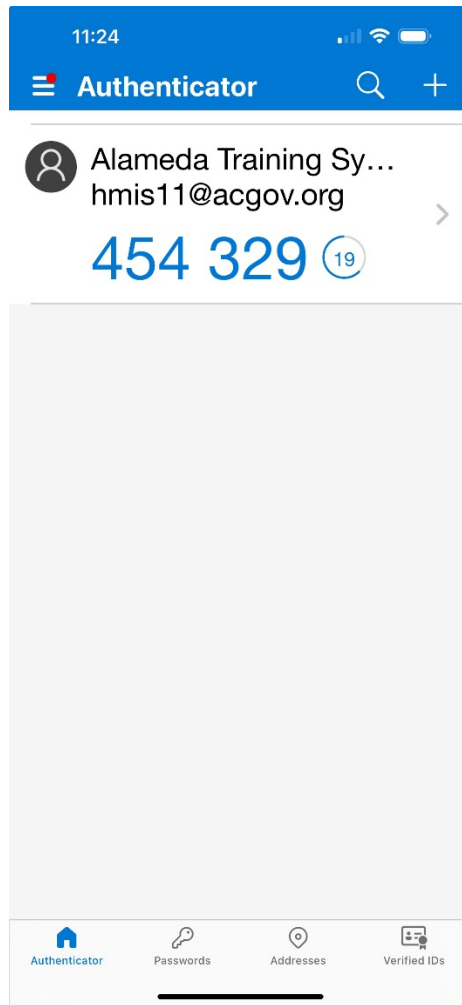 11:24
Authenticator
Alameda Training Sy...
hmis11@acgov.org
454 329 19
Authenticator Passwords Addresses Verified IDs